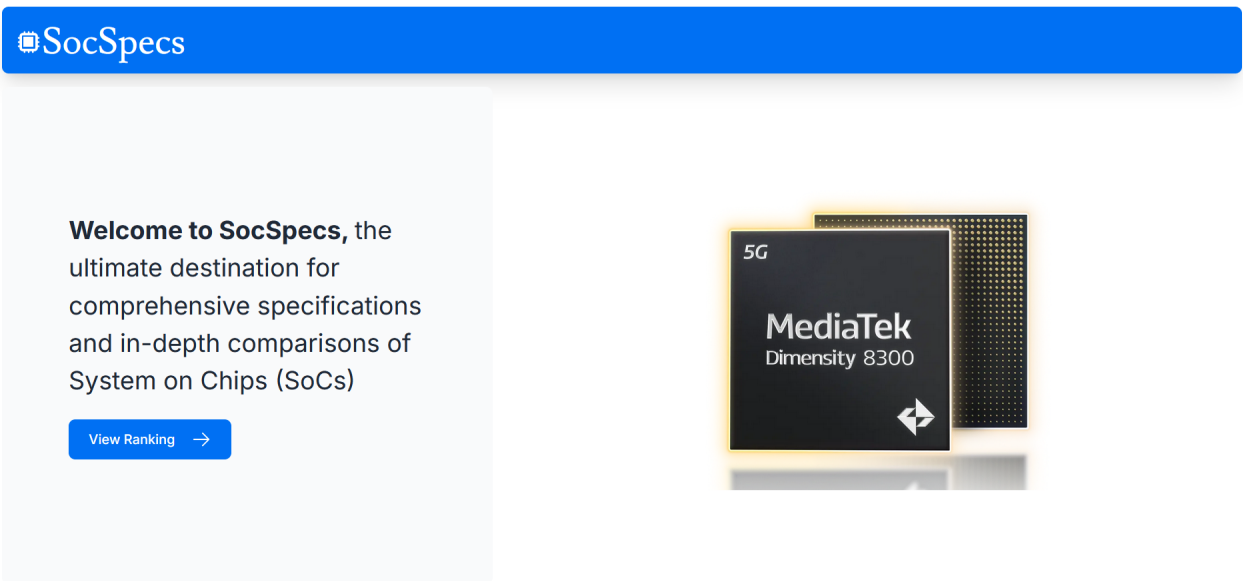 SocSpecs
Welcome to SocSpecs, the
ultimate destination for
comprehensive specifications
and in-depth comparisons of
System on Chips (SoCs)
View Ranking
5G
MediaTek
Dimensity 8300